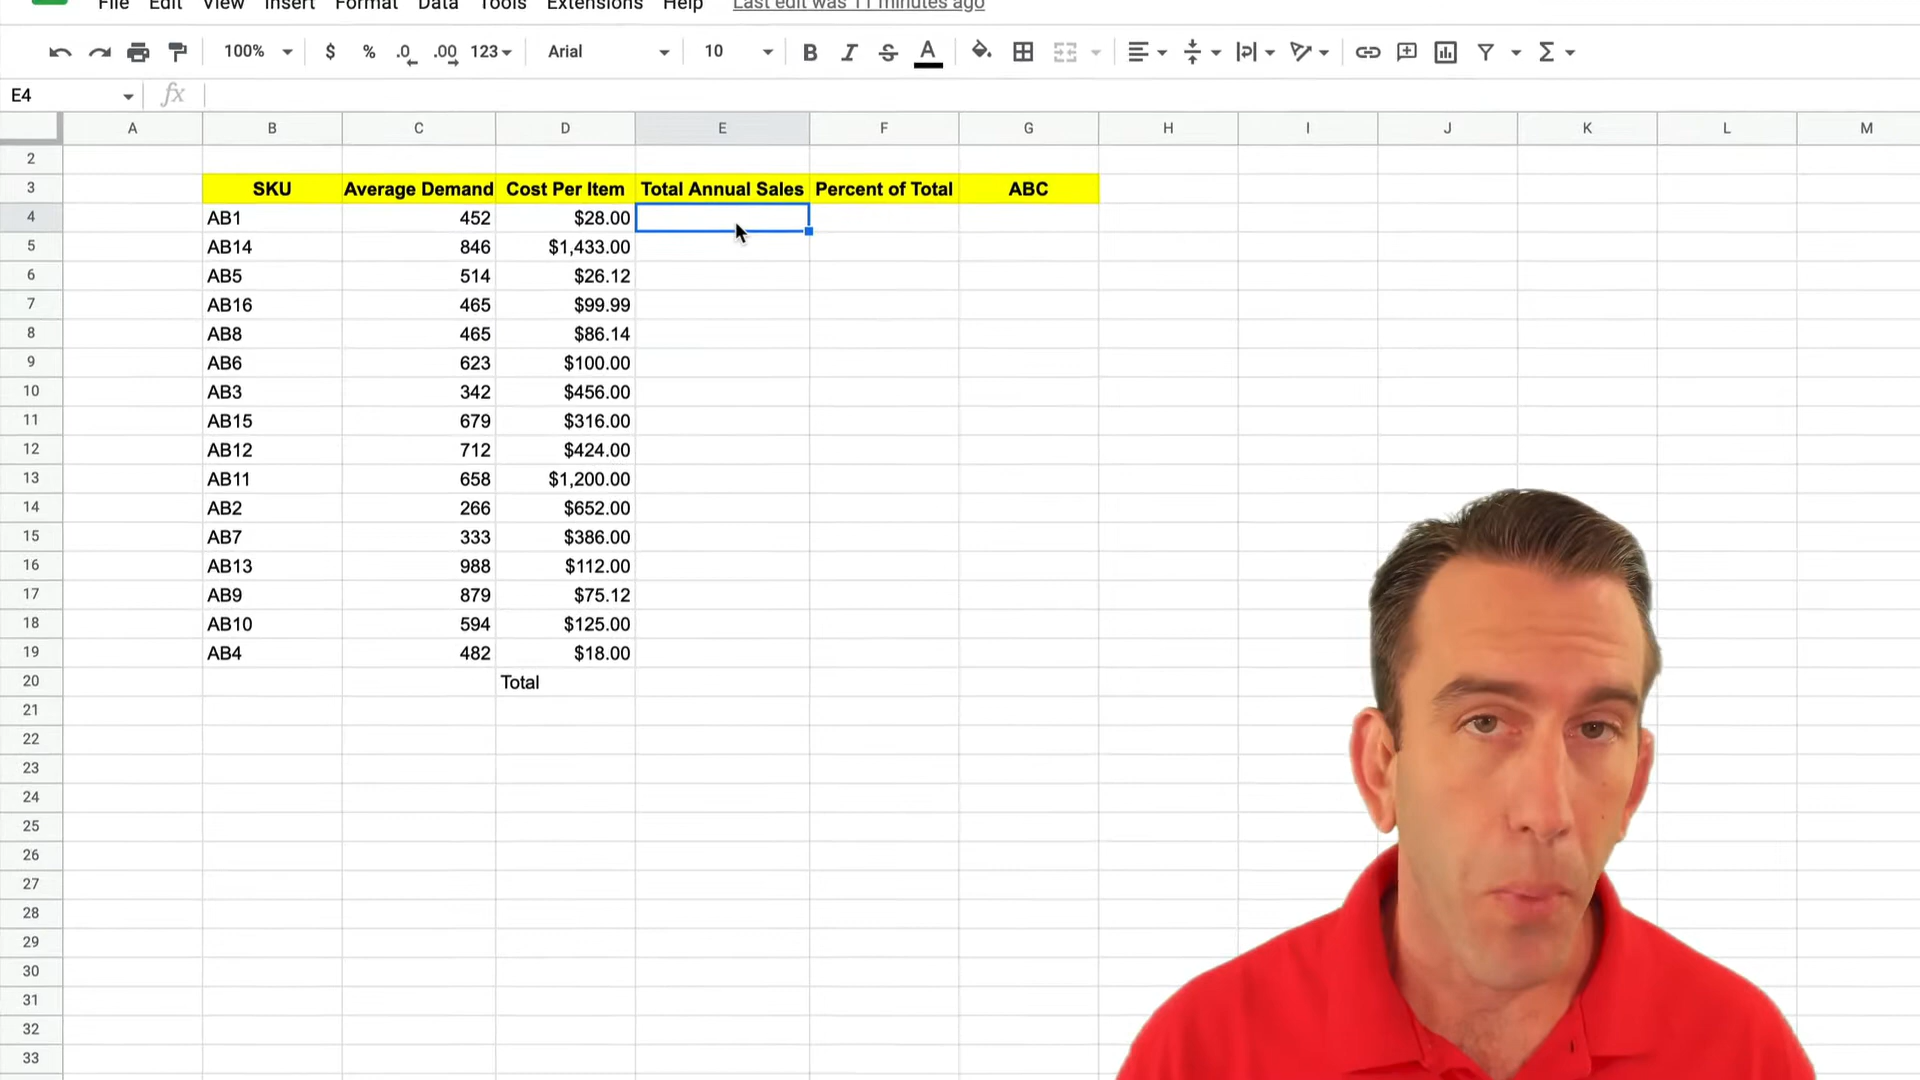 File Edit View Insert Format Data Tools Extensions Help Last edit was 11 minutes ago
100% $ % .0 .00 123 Arial 10 B I S A
E4 fx
A B C D E F G H I J K L M
2
3 SKU Average Demand Cost Per Item Total Annual Sales Percent of Total ABC
4 AB1 452 $28.00
5 AB14 846 $1,433.00
6 AB5 514 $26.12
7 AB16 465 $99.99
8 AB8 465 $86.14
9 AB6 623 $100.00
10 AB3 342 $456.00
11 AB15 679 $316.00
12 AB12 712 $424.00
13 AB11 658 $1,200.00
14 AB2 266 $652.00
15 AB7 333 $386.00
16 AB13 988 $112.00
17 AB9 879 $75.12
18 AB10 594 $125.00
19 AB4 482 $18.00
20 Total
21
22
23
24
25
26
27
28
29
30
31
32
33